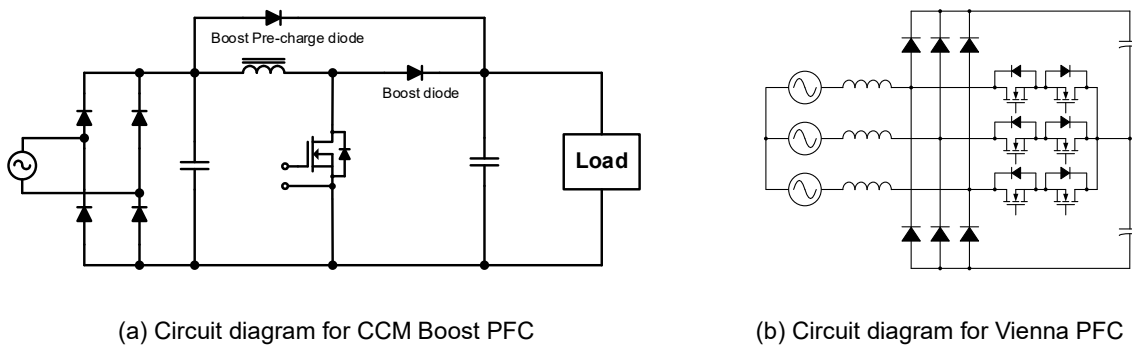 Boost Pre-charge diode
Boost diode
Load
(a) Circuit diagram for CCM Boost PFC
(b) Circuit diagram for Vienna PFC